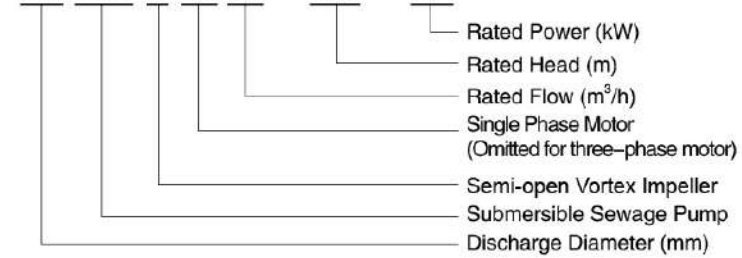 Rated Power (kW)
Rated Head (m)
Rated Flow (m³/h)
Single Phase Motor
(Omitted for three–phase motor)
Semi-open Vortex Impeller
Submersible Sewage Pump
Discharge Diameter (mm)